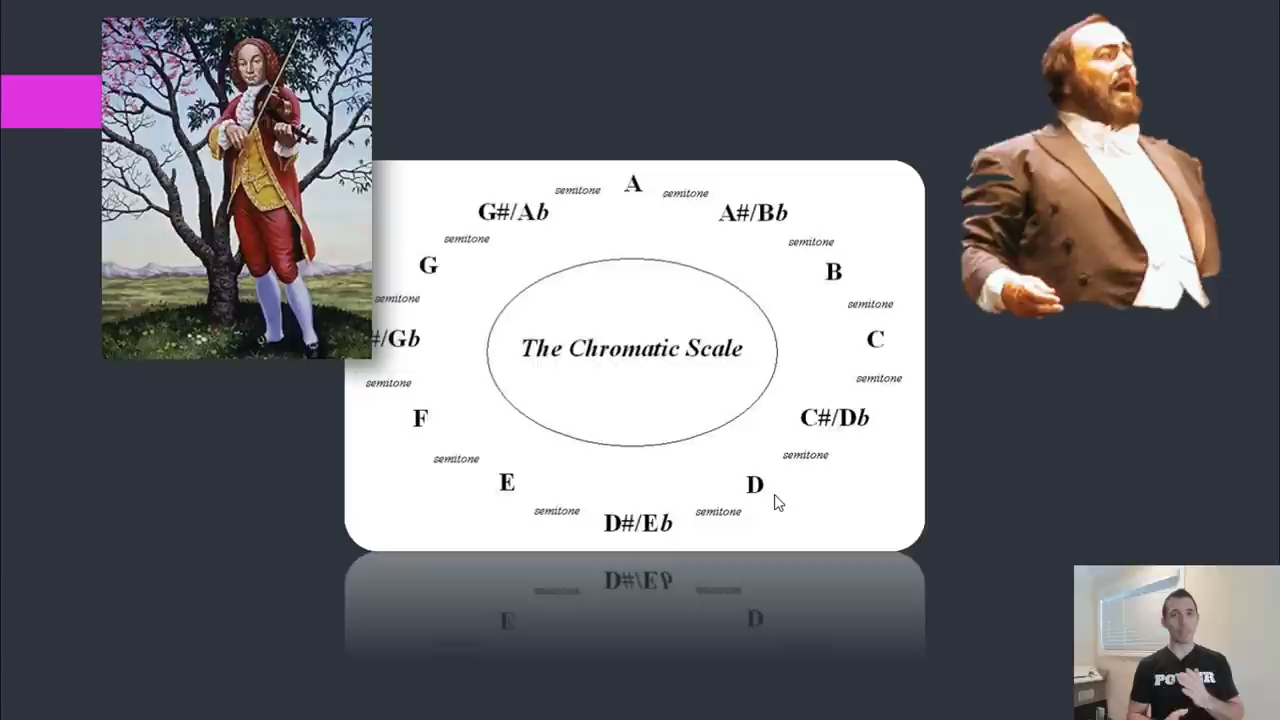 A
semitone
semitone
G#/Ab
A#/Bb
semitone
semitone
G
B
semitone
semitone
#/Gb
The Chromatic Scale
C
semitone
semitone
F
C#/Db
semitone
semitone
E
D
semitone
D#/Eb
semitone
D#/Eb
E
D